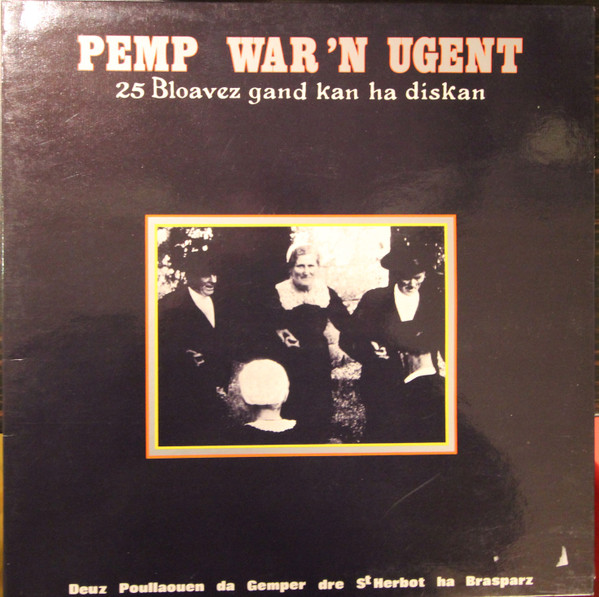 PEMP WAR'N UGENT
25 Bloavez gand kan ha diskan
Deuz Poullaouen da Gemper dre St Herbot ha Brasparz